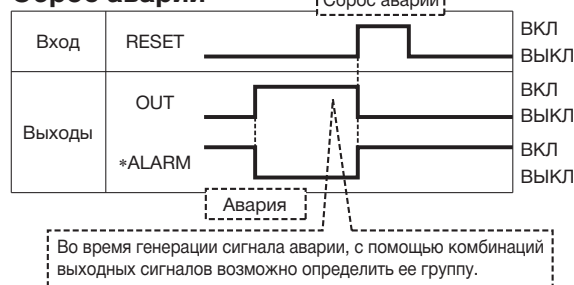 Сброс аварии
Сброс аварии
Вход
RESET
ВКЛ
ВЫКЛ
Выходы
OUT
ВКЛ
ВЫКЛ
*ALARM
ВКЛ
ВЫКЛ
Авария
Во время генерации сигнала аварии, с помощью комбинаций
выходных сигналов возможно определить ее группу.